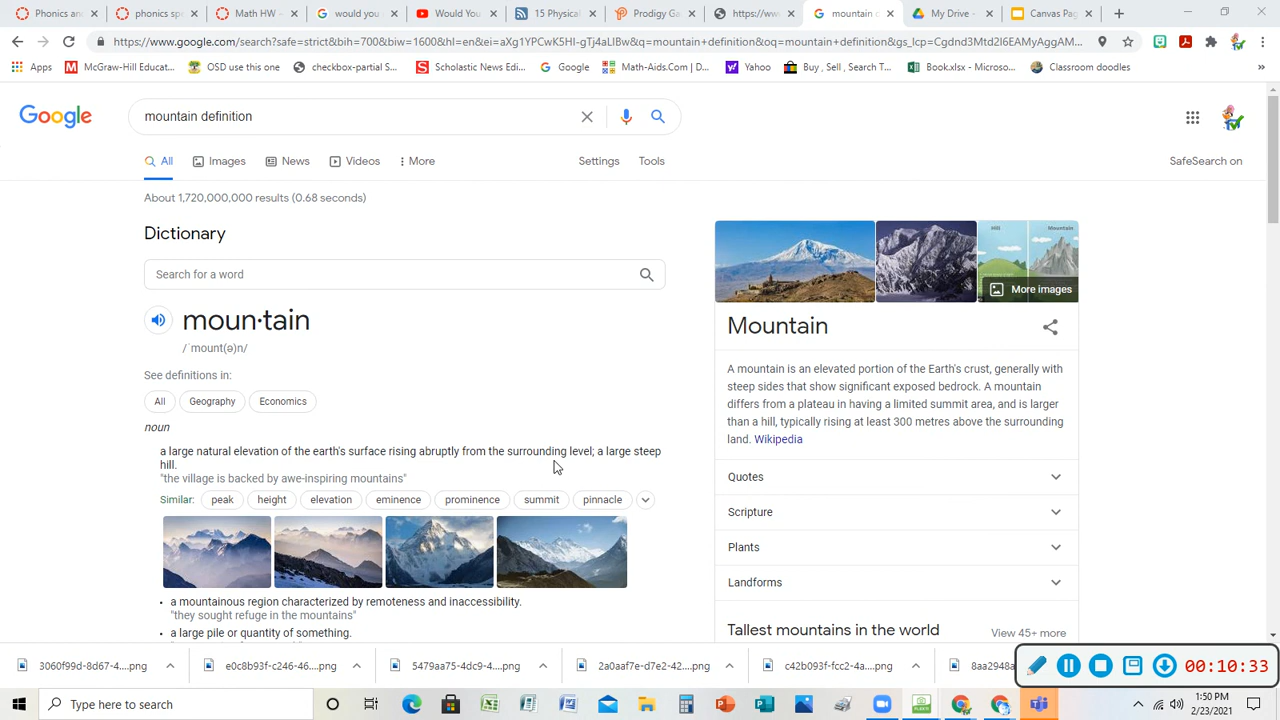 Phonics an
phonics sp
Math HW -
would you
Would You
15 Physical
Prodigy Ga
https://ww
mountain d
My Drive -
Canvas Pag
https://www.google.com/search?safe=strict&bih=700&biw=1600&hl=en&ei=aXg1YPCwK5HI-gTj4aLIBw&q=mountain+definition&oq=mountain+definition&gs_lcp=Cgdnd3Mtd2l6EAMyAggAM...
Apps
McGraw-Hill Educat...
OSD use this one
checkbox-partial S...
Scholastic News Edi...
Google
Math-Aids.Com | D...
Yahoo
Buy , Sell , Search T...
Book.xlsx - Microso...
Classroom doodles
»
Google
mountain definition
All
Images
News
Videos
More
Settings
Tools
SafeSearch on
About 1,720,000,000 results (0.68 seconds)
Dictionary
Search for a word
moun·tain
/ˈmount(ə)n/
See definitions in:
All
Geography
Economics
noun
a large natural elevation of the earth's surface rising abruptly from the surrounding level; a large steep
hill.
"the village is backed by awe-inspiring mountains"
Similar:
peak
height
elevation
eminence
prominence
summit
pinnacle
• a mountainous region characterized by remoteness and inaccessibility.
"they sought refuge in the mountains"
• a large pile or quantity of something.
Hill
Mountain
More images
Mountain
A mountain is an elevated portion of the Earth's crust, generally with
steep sides that show significant exposed bedrock. A mountain
differs from a plateau in having a limited summit area, and is larger
than a hill, typically rising at least 300 metres above the surrounding
land. Wikipedia
Quotes
Scripture
Plants
Landforms
Tallest mountains in the world
View 45+ more
3060f99d-8d67-4....png
e0c8b93f-c246-46....png
5479aa75-4dc9-4....png
2a0aaf7e-d7e2-42....png
c42b093f-fcc2-4a....png
8aa2948a
00:10:33
Type here to search
1:50 PM
2/23/2021